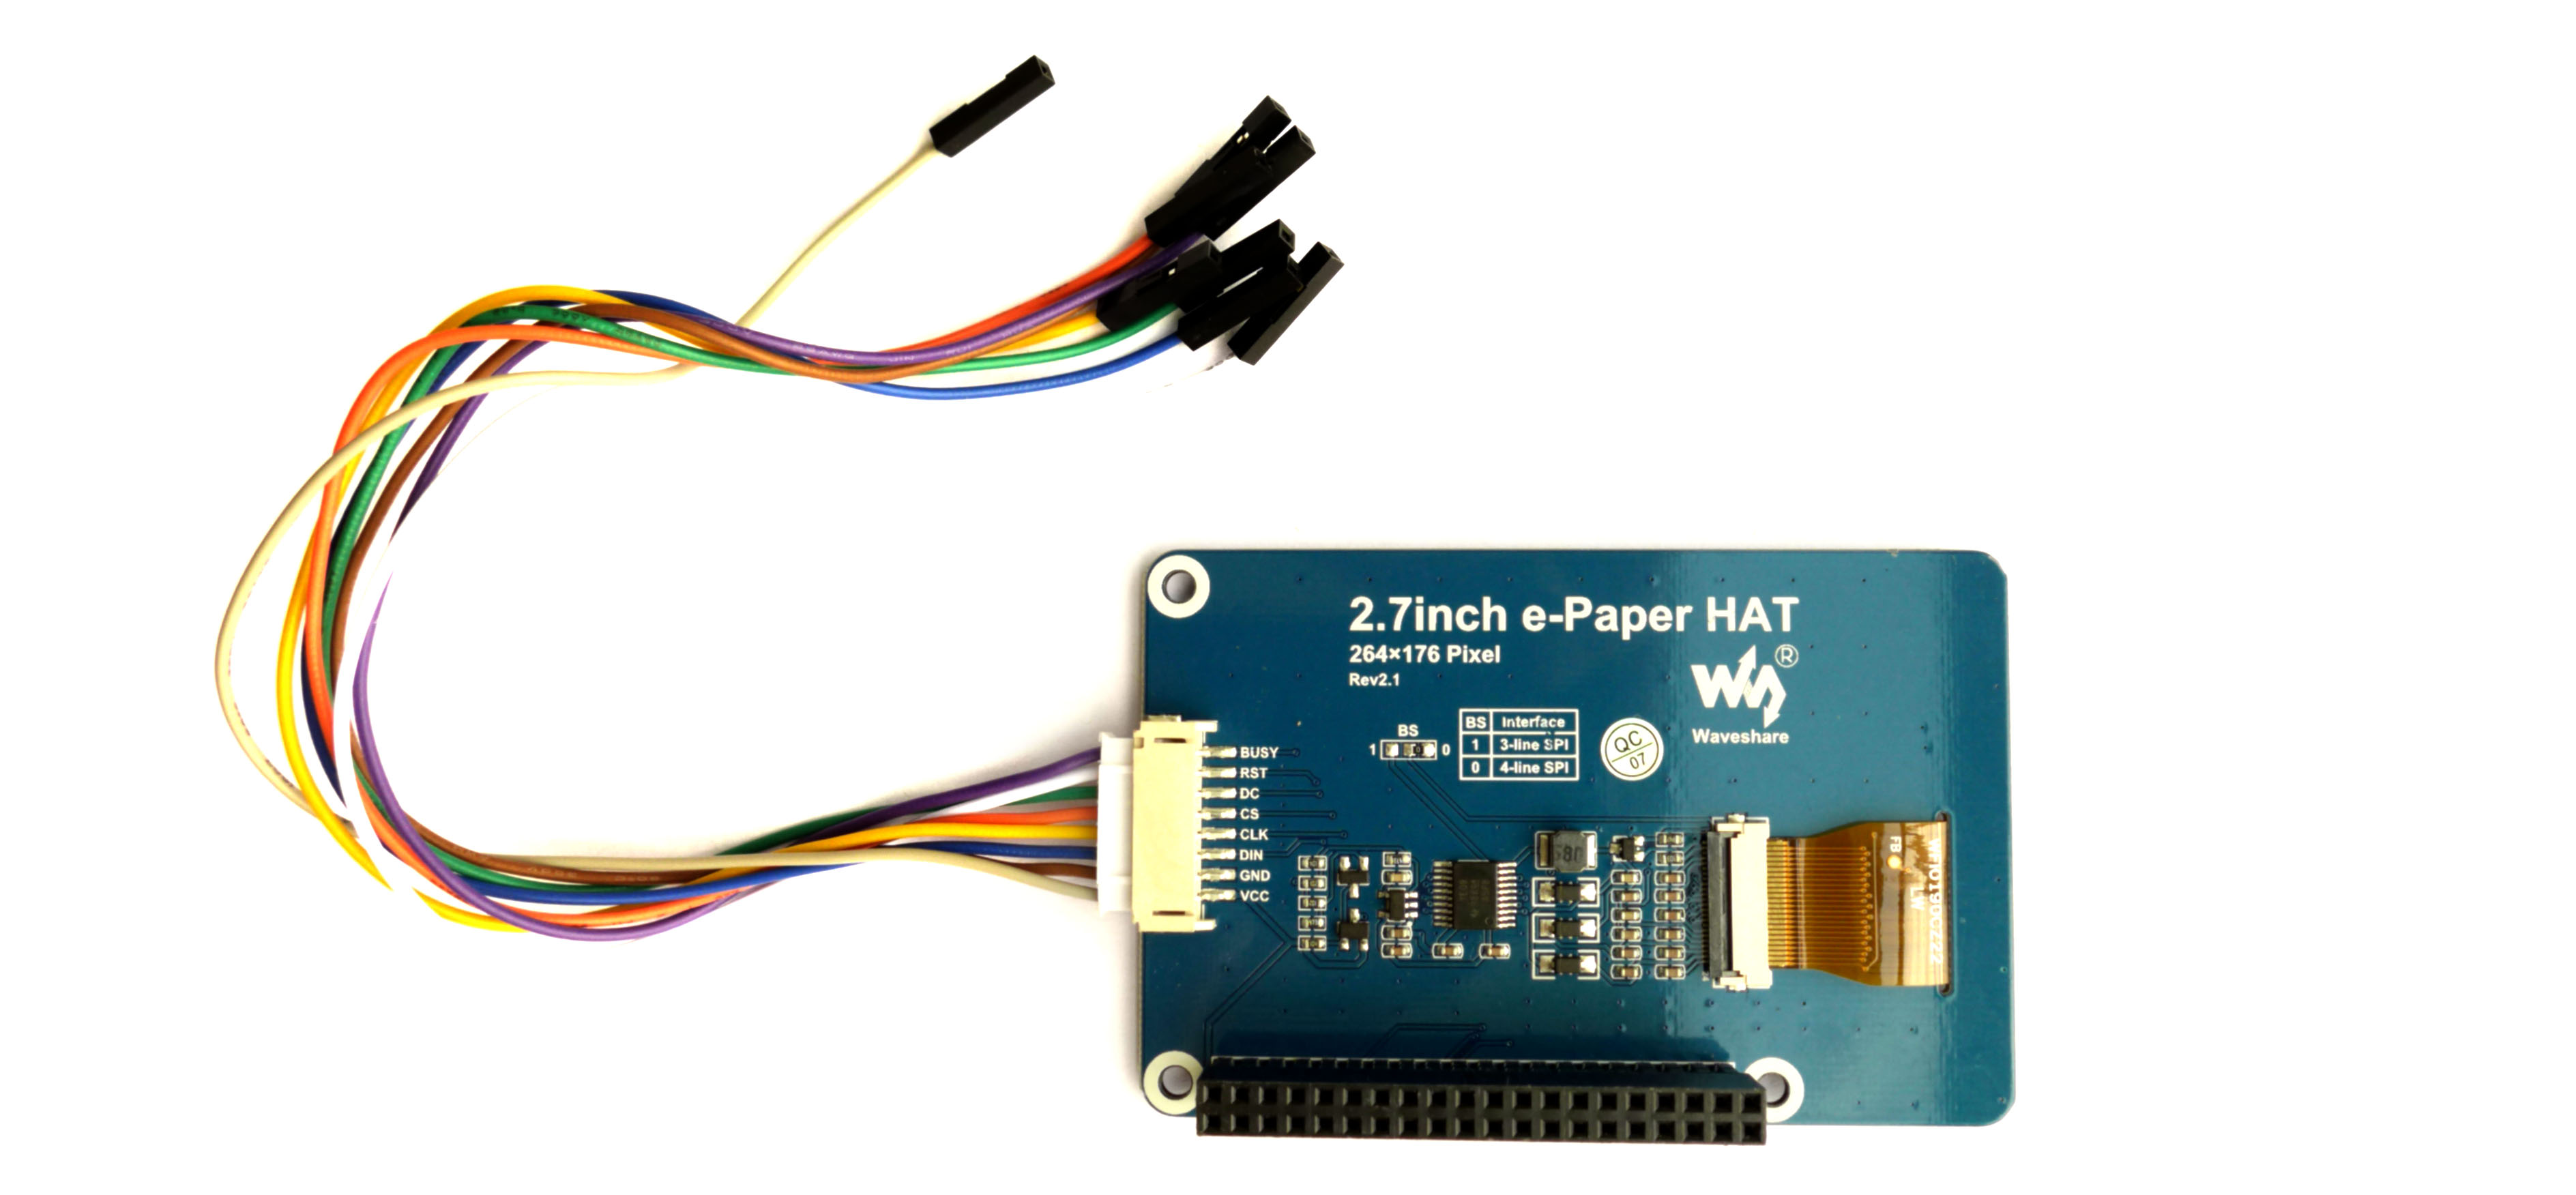 2.7inch e-Paper HAT
264×176 Pixel
Rev2.1
®
Waveshare
BS
1 0
BS Interface
1 3-line SPI
0 4-line SPI
QC
07
BUSY
RST
DC
CS
CLK
DIN
GND
VCC